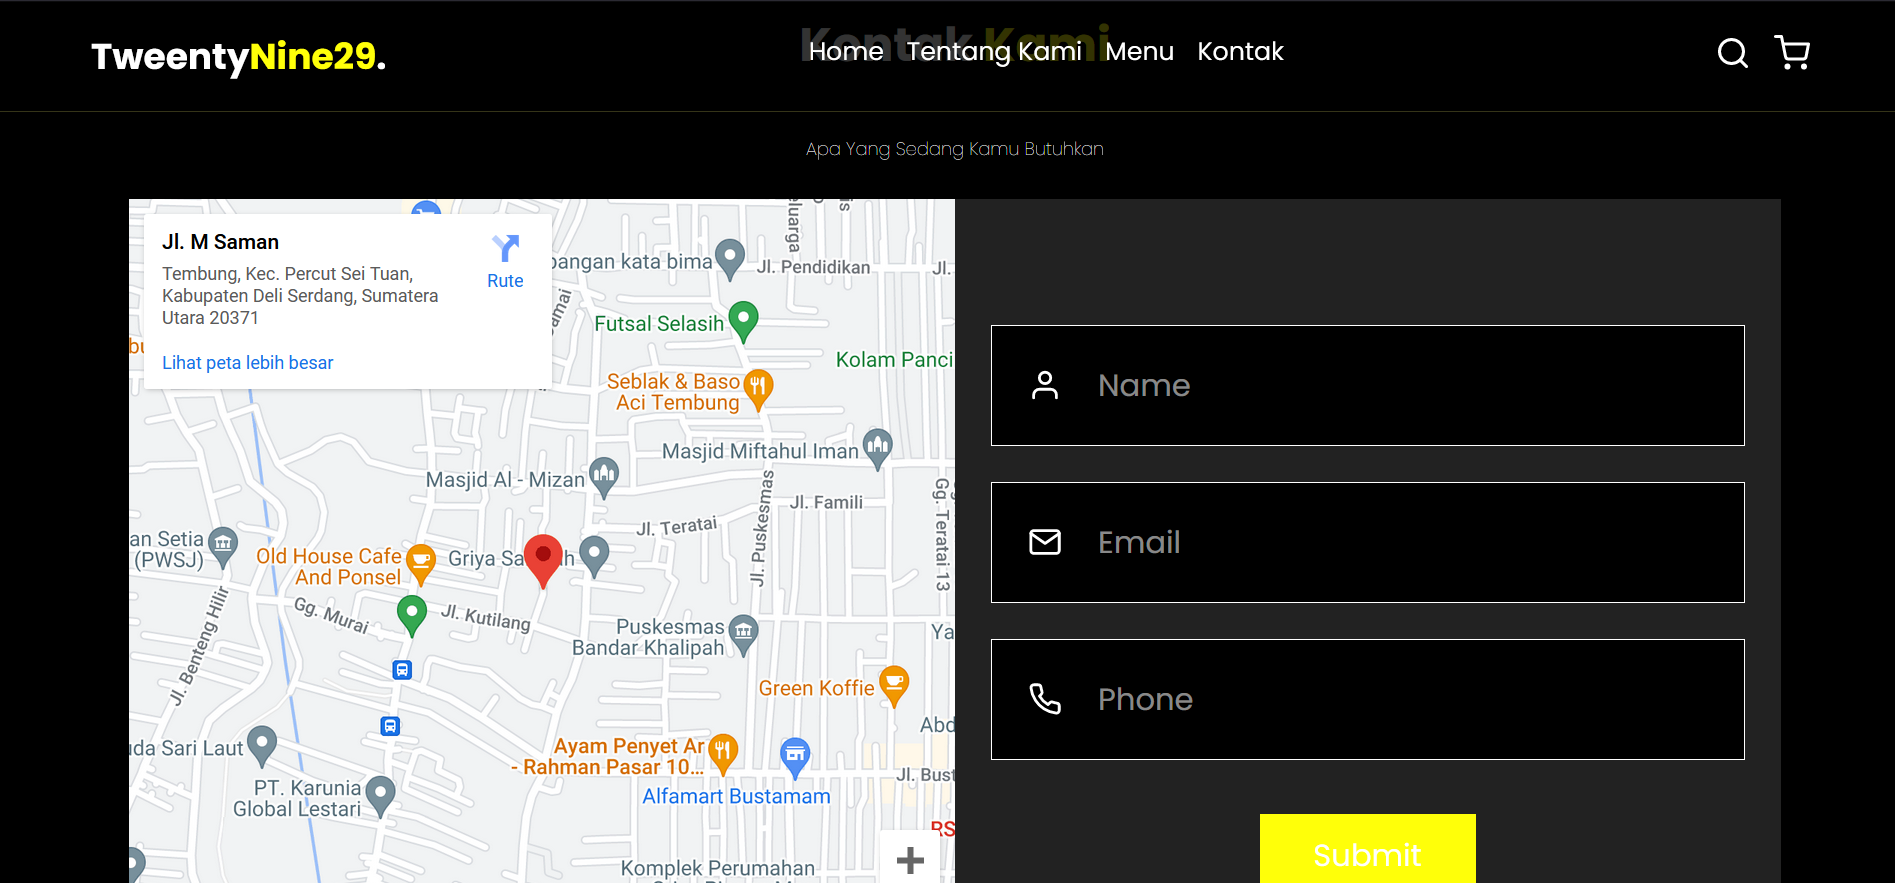 TweentyNine29.
Kontak Kami
Home Tentang Kami Menu Kontak
Apa Yang Sedang Kamu Butuhkan
Jl. M Saman
Tembung, Kec. Percut Sei Tuan,
Kabupaten Deli Serdang, Sumatera
Utara 20371
Rute
Lihat peta lebih besar
kata bima
Jl. Pendidikan
Jl.
Futsal Selasih
Kolam Panci
Seblak & Baso
Aci Tembung
Masjid Miftahul Iman
Masjid Al - Mizan
Jl. Famili
Jl. Teratai
Jl. Puskesmas
Gg. Teratai 13
an Setia
(PWSJ)
Old House Cafe
And Ponsel
Griya
Gg. Murai
Jl. Kutilang
Jl. Benteng Hilir
Puskesmas
Bandar Khalipah
Ya
Green Koffie
Abd
Sari Laut
Ayam Penyet Ar
- Rahman Pasar 10...
Jl. Bust
PT. Karunia
Global Lestari
Alfamart Bustamam
RS
Komplek Perumahan
Name
Email
Phone
Submit